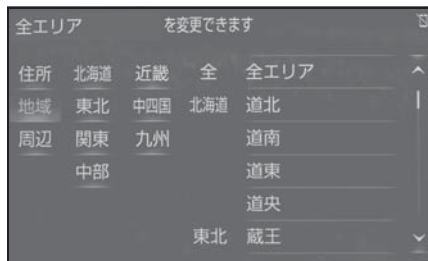 全エリア を変更できます
住所 北海道 近畿 全 全エリア
地域 東北 中四国 北海道 道北
周辺 関東 九州 道南
中部 道東
道央
東北 蔵王